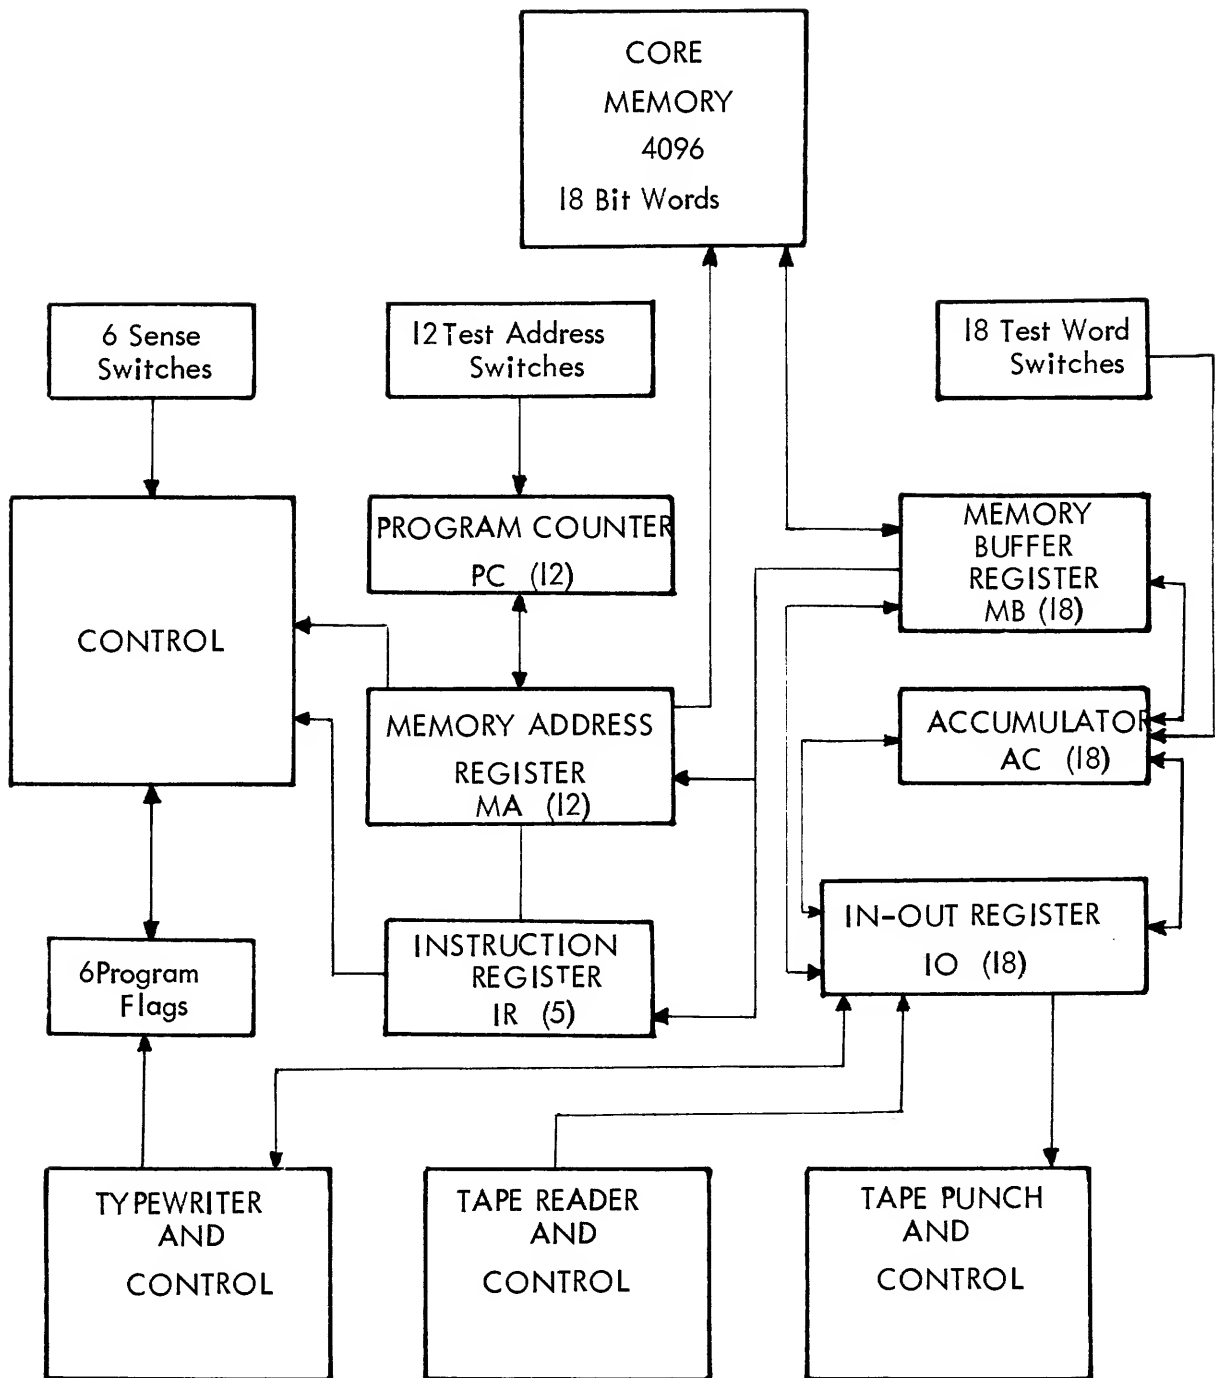 CORE
MEMORY
4096
18 Bit Words
6 Sense
Switches
12 Test Address
Switches
18 Test Word
Switches
CONTROL
PROGRAM COUNTER
PC (12)
MEMORY
BUFFER
REGISTER
MB (18)
MEMORY ADDRESS
REGISTER
MA (12)
ACCUMULATOR
AC (18)
6 Program
Flags
INSTRUCTION
REGISTER
IR (5)
IN-OUT REGISTER
IO (18)
TYPEWRITER
AND
CONTROL
TAPE READER
AND
CONTROL
TAPE PUNCH
AND
CONTROL